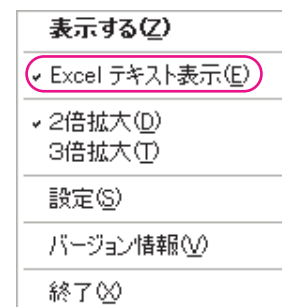 表示する(Z)
Excel テキスト表示(E)
2倍拡大(D)
3倍拡大(T)
設定(S)
バージョン情報(V)
終了(X)